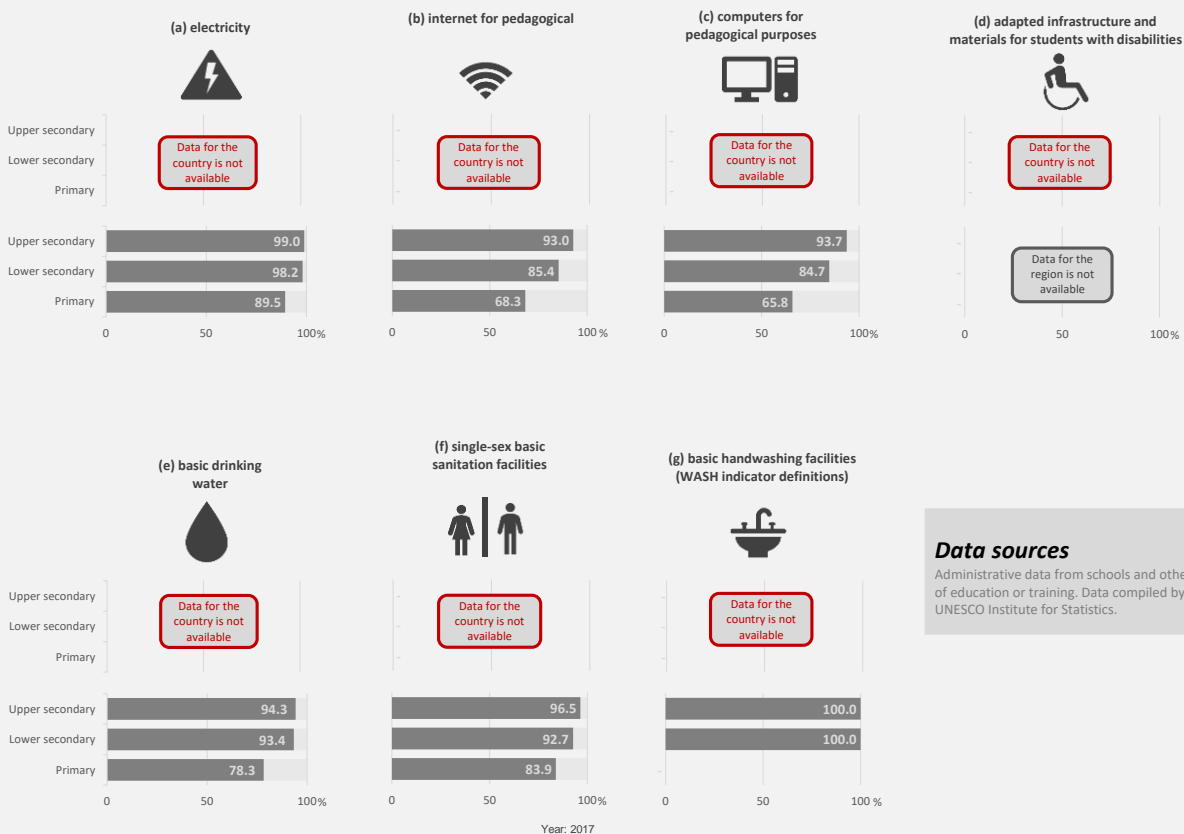 (a) electricity
(b) internet for pedagogical
(c) computers for
pedagogical purposes
(d) adapted infrastructure and
materials for students with disabilities
Upper secondary
Lower secondary
Primary
Data for the
country is not
available
Data for the
country is not
available
Data for the
country is not
available
Data for the
country is not
available
Upper secondary
Lower secondary
Primary
99.0
98.2
89.5
0 50 100%
93.0
85.4
68.3
0 50 100%
93.7
84.7
65.8
0 50 100%
Data for the
region is not
available
0 50 100%
(e) basic drinking
water
(f) single-sex basic
sanitation facilities
(g) basic handwashing facilities
(WASH indicator definitions)
Upper secondary
Lower secondary
Primary
Data for the
country is not
available
Data for the
country is not
available
Data for the
country is not
available
Data sources
Administrative data from schools and othe
of education or training. Data compiled by
UNESCO Institute for Statistics.
Upper secondary
Lower secondary
Primary
94.3
93.4
78.3
0 50 100%
96.5
92.7
83.9
0 50 100%
100.0
100.0
0 50 100 %
Year: 2017